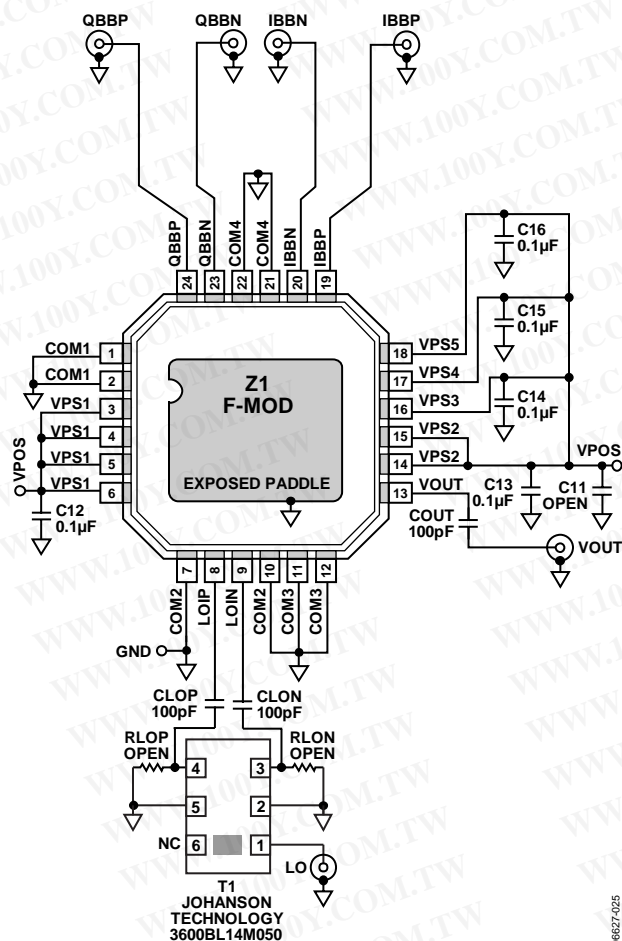 QBBP QBBN IBBN IBBP
QBBP QBBN COM4 COM4 IBBN IBBP
24 23 22 21 20 19
C16
0.1µF
C15
0.1µF
C14
0.1µF
COM1 1
COM1 2
VPS1 3
VPS1 4
VPS1 5
VPS1 6
VPOS
C12
0.1µF
Z1
F-MOD
EXPOSED PADDLE
18 VPS5
17 VPS4
16 VPS3
15 VPS2
14 VPS2
13 VOUT
VPOS
C13
0.1µF
C11
OPEN
COUT
100pF
VOUT
7 8 9 10 11 12
COM2 LOIP LOIN COM2 COM3 COM3
GND
CLOP
100pF
CLON
100pF
RLOP
OPEN
RLON
OPEN
4 3
5 2
NC 6 1
LO
T1
JOHANSON
TECHNOLOGY
3600BL14M050
06627-025
WWW.100Y.COM.TW